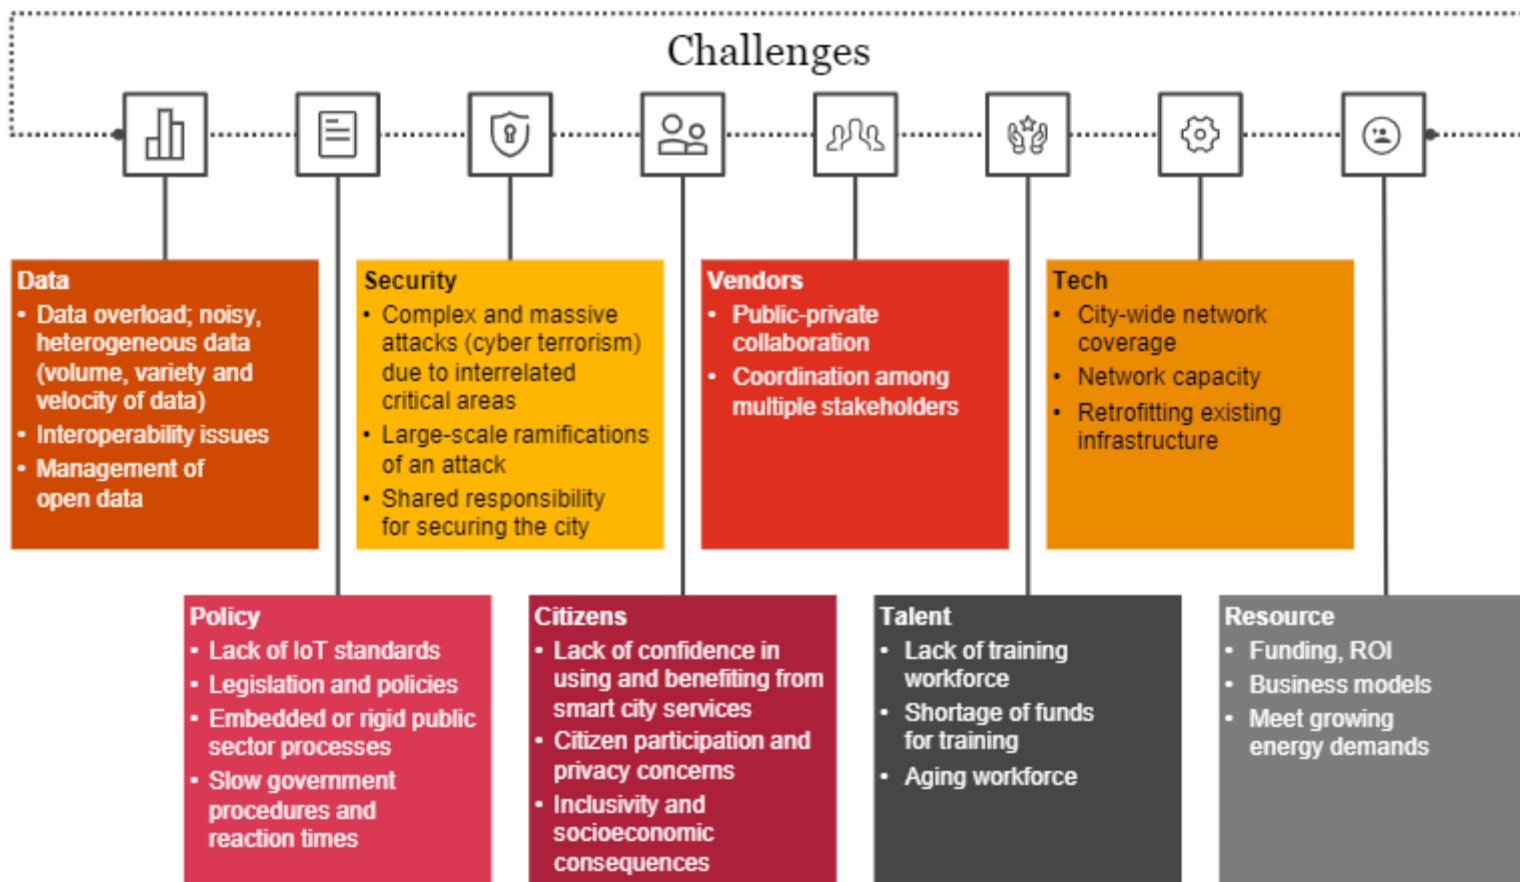 Challenges
Data
• Data overload; noisy,
heterogeneous data
(volume, variety and
velocity of data)
• Interoperability issues
• Management of
open data
Security
• Complex and massive
attacks (cyber terrorism)
due to interrelated
critical areas
• Large-scale ramifications
of an attack
• Shared responsibility
for securing the city
Vendors
• Public-private
collaboration
• Coordination among
multiple stakeholders
Tech
• City-wide network
coverage
• Network capacity
• Retrofitting existing
infrastructure
Policy
• Lack of IoT standards
• Legislation and policies
• Embedded or rigid public
sector processes
• Slow government
procedures and
reaction times
Citizens
• Lack of confidence in
using and benefiting from
smart city services
• Citizen participation and
privacy concerns
• Inclusivity and
socioeconomic
consequences
Talent
• Lack of training
workforce
• Shortage of funds
for training
• Aging workforce
Resource
• Funding, ROI
• Business models
• Meet growing
energy demands